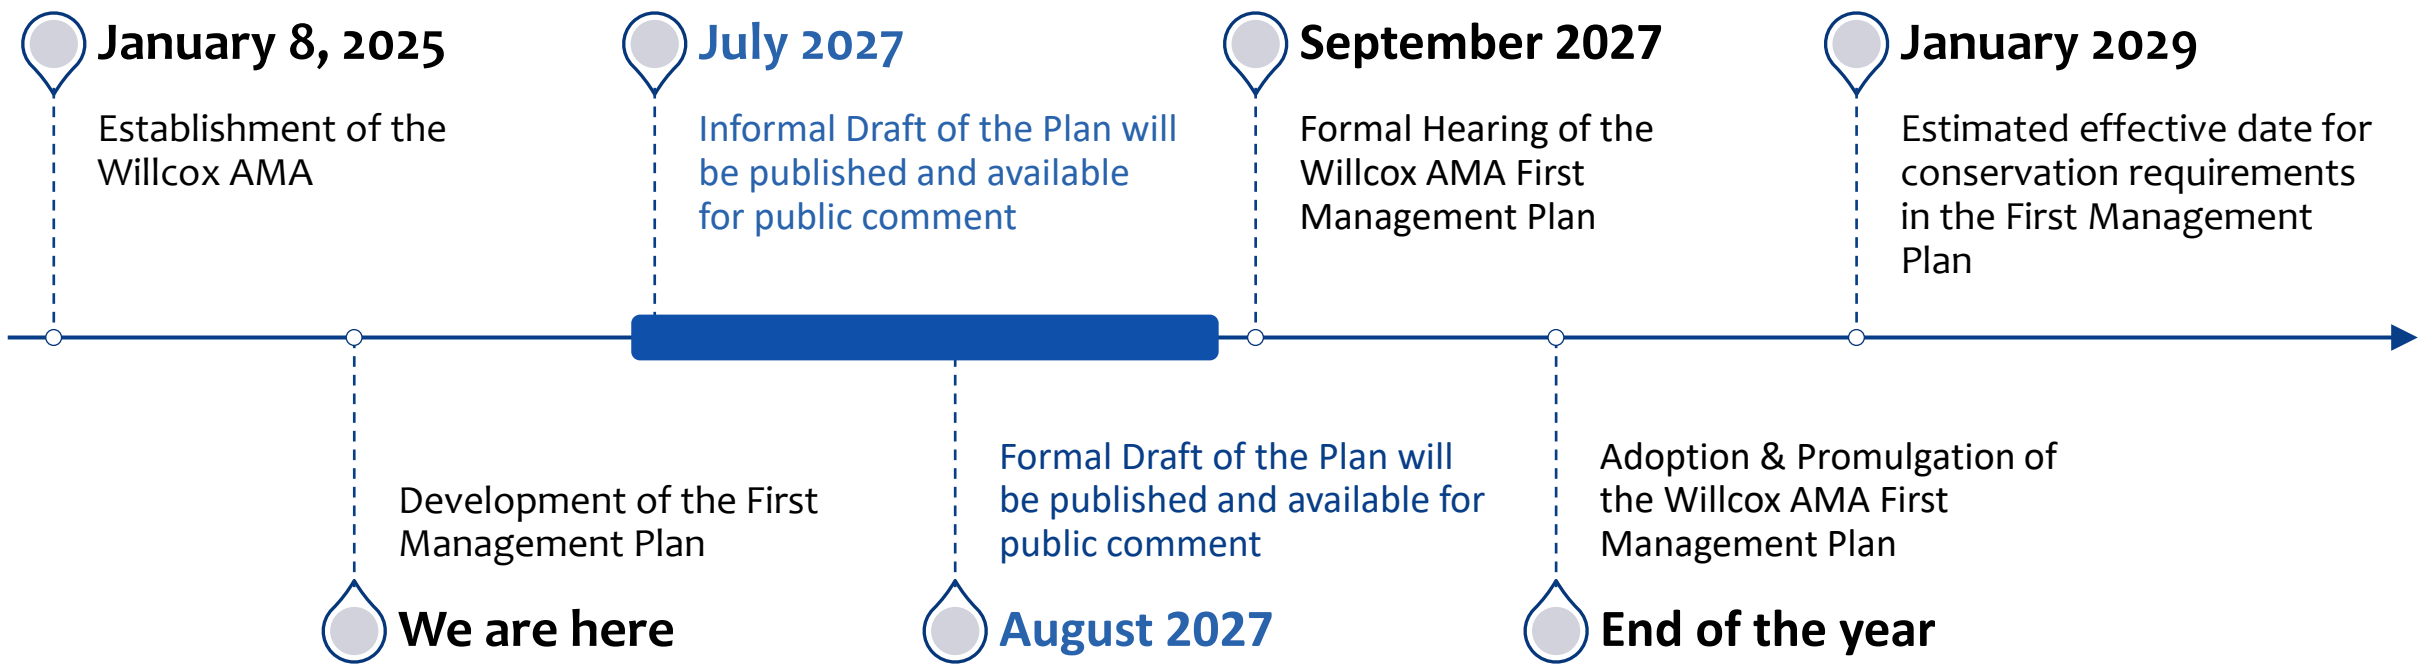 January 8, 2025
Establishment of the
Willcox AMA
July 2027
Informal Draft of the Plan will
be published and available
for public comment
September 2027
Formal Hearing of the
Willcox AMA First
Management Plan
January 2029
Estimated effective date for
conservation requirements
in the First Management
Plan
Development of the First
Management Plan
We are here
Formal Draft of the Plan will
be published and available for
public comment
August 2027
Adoption & Promulgation of
the Willcox AMA First
Management Plan
End of the year